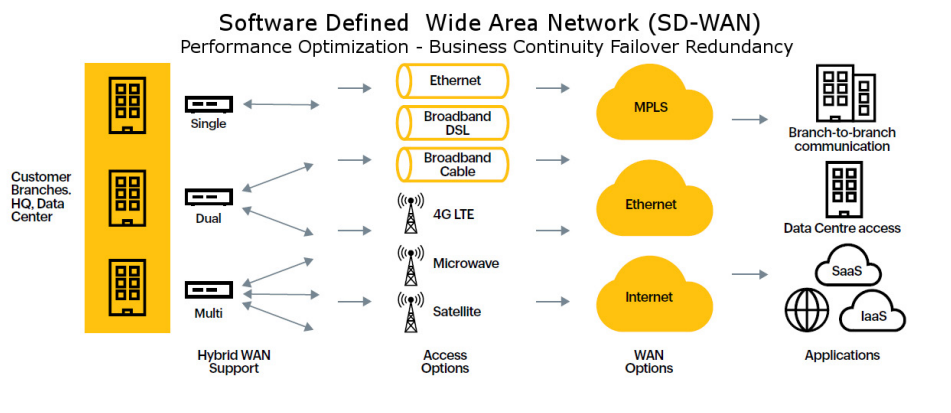 Software Defined Wide Area Network (SD-WAN)
Performance Optimization - Business Continuity Failover Redundancy
Customer
Branches.
HQ, Data
Center
Single
Dual
Multi
Hybrid WAN
Support
Ethernet
Broadband
DSL
Broadband
Cable
4G LTE
Microwave
Satellite
Access
Options
MPLS
Ethernet
Internet
WAN
Options
Branch-to-branch
communication
Data Centre access
SaaS
IaaS
Applications